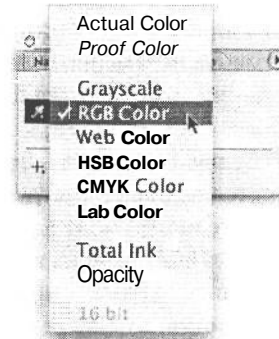 Actual Color
Proof Color
Grayscale
RGB Color
Web Color
HSB Color
CMYK Color
Lab Color
Total Ink
Opacity
16 bit